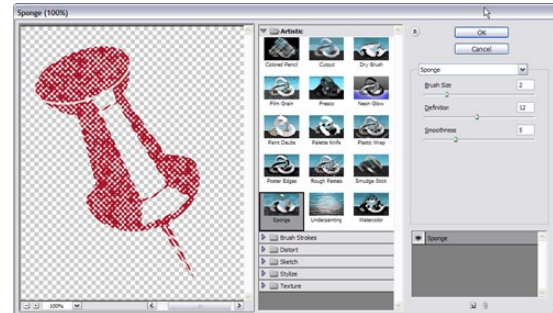 Sponge (100%)
Artistic
Colored Pencil
Cutout
Dry Brush
Film Grain
Fresco
Neon Glow
Paint Daubs
Palette Knife
Plastic Wrap
Poster Edges
Rough Pastels
Smudge Stick
Sponge
Underpainting
Watercolor
Brush Strokes
Distort
Sketch
Stylize
Texture
100%
OK
Cancel
Sponge
Brush Size
2
Definition
12
Smoothness
5
Sponge